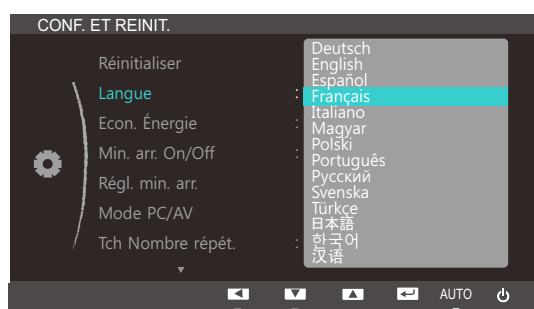 CONF. ET REINIT.
Réinitialiser
Langue :
Econ. Énergie :
Min. arr. On/Off :
Régl. min. arr.
Mode PC/AV
Tch Nombre répét. :
Deutsch
English
Español
Français
Italiano
Magyar
Polski
Português
Русский
Svenska
Türkçe
日本語
한국어
汉语
AUTO